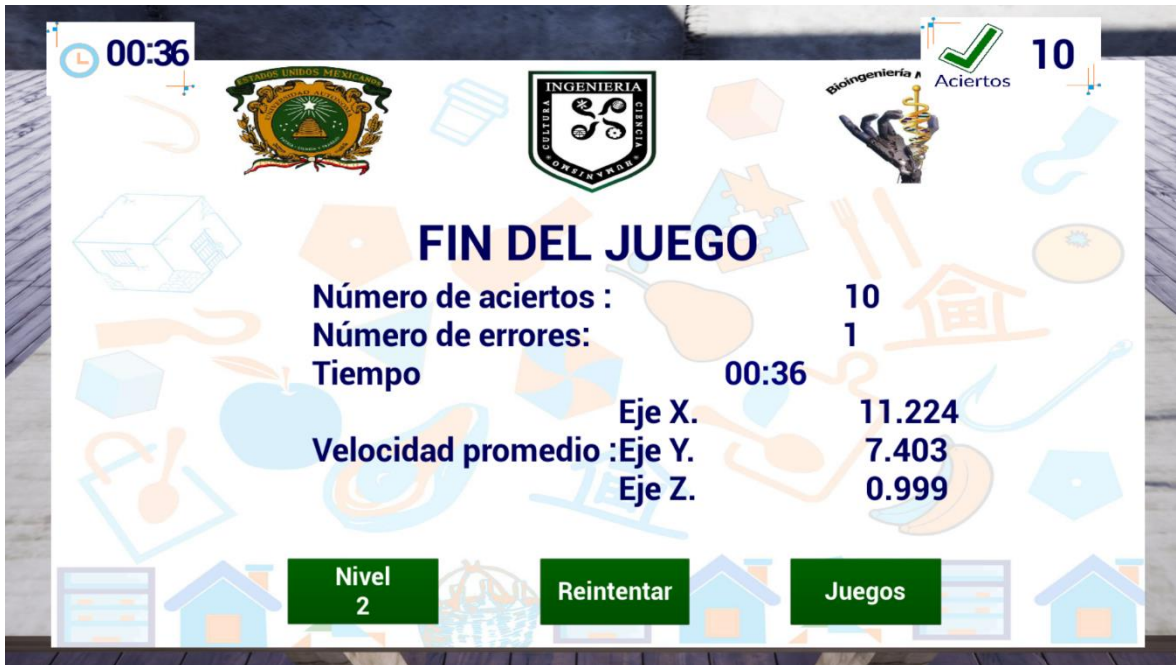 00:36
10
Aciertos
ESTADOS UNIDOS MEXICANOS
UNIVERSIDAD AUTONOMA
INGENIERIA
CULTURA
CIENCIA
HUMANISMO
Bioingeniería
FIN DEL JUEGO
Número de aciertos : 10
Número de errores: 1
Tiempo 00:36
Eje X. 11.224
Velocidad promedio :Eje Y. 7.403
Eje Z. 0.999
Nivel
2
Reintentar
Juegos